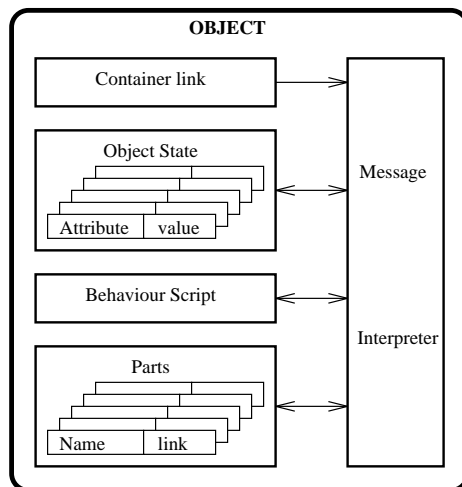 OBJECT
Container link
Object State
Attribute value
Behaviour Script
Parts
Name link
Message
Interpreter